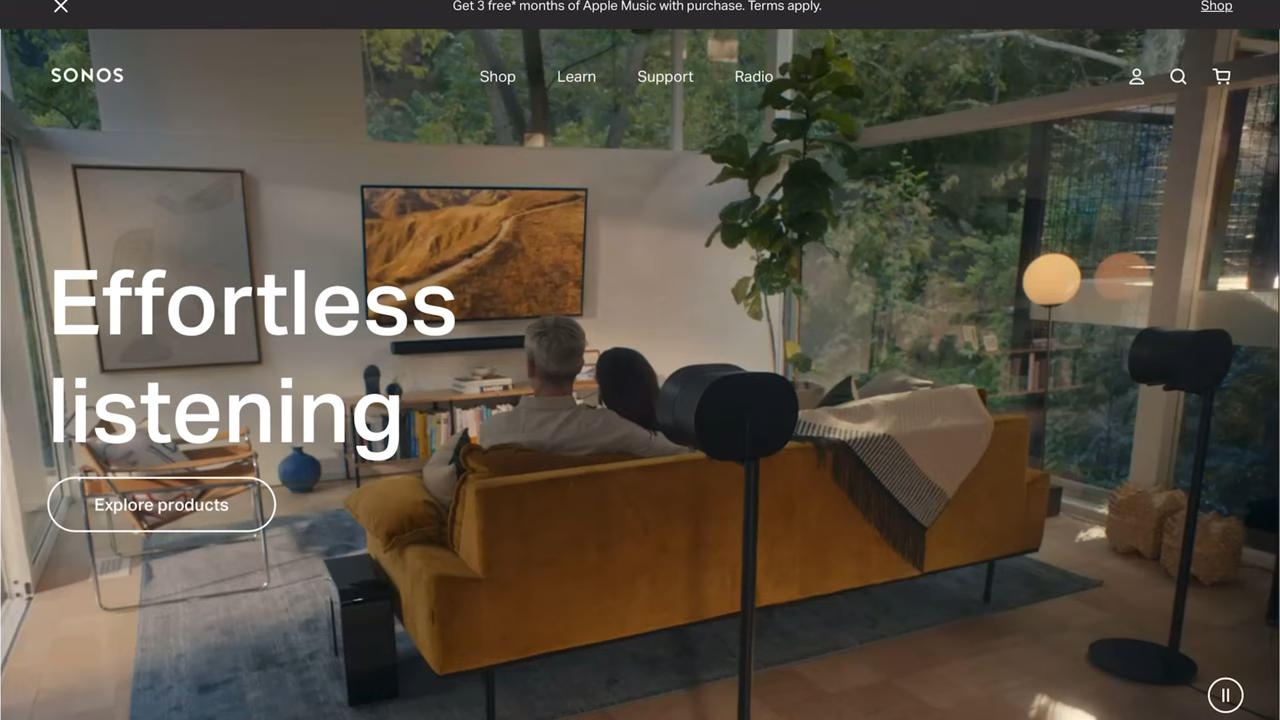 Get 3 free* months of Apple Music with purchase. Terms apply.
Shop
SONOS
Shop
Learn
Support
Radio
Effortless
listening
Explore products